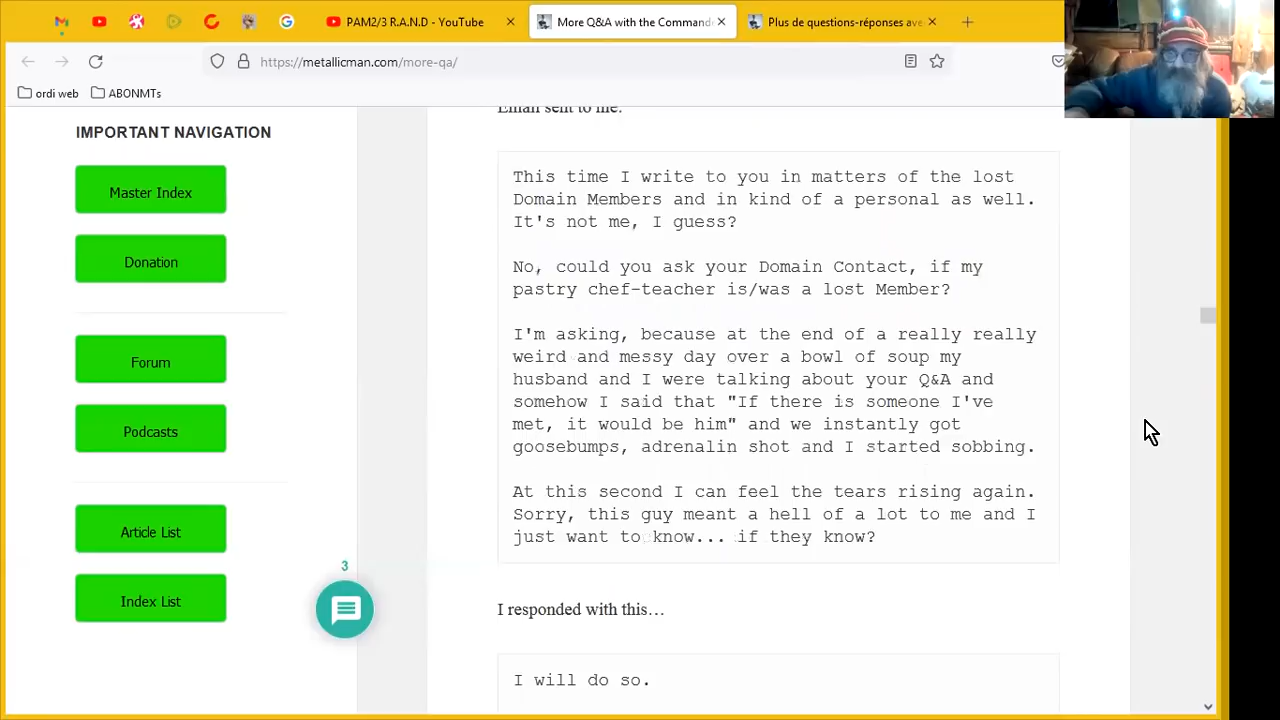 PAM2/3 R.A.N.D - YouTube
More Q&A with the Command
Plus de questions-réponses ave
https://metallicman.com/more-qa/
ordi web
ABONMTs
IMPORTANT NAVIGATION
Master Index
Donation
Forum
Podcasts
Article List
Index List
3
Email sent to me.
This time I write to you in matters of the lost
Domain Members and in kind of a personal as well.
It's not me, I guess?
No, could you ask your Domain Contact, if my
pastry chef-teacher is/was a lost Member?
I'm asking, because at the end of a really really
weird and messy day over a bowl of soup my
husband and I were talking about your Q&A and
somehow I said that "If there is someone I've
met, it would be him" and we instantly got
goosebumps, adrenalin shot and I started sobbing.
At this second I can feel the tears rising again.
Sorry, this guy meant a hell of a lot to me and I
just want to know... if they know?
I responded with this…
I will do so.